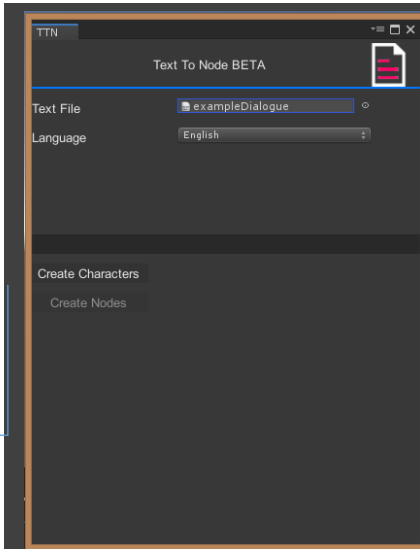 TTN
Text To Node BETA
Text File exampleDialogue
Language English
Create Characters
Create Nodes